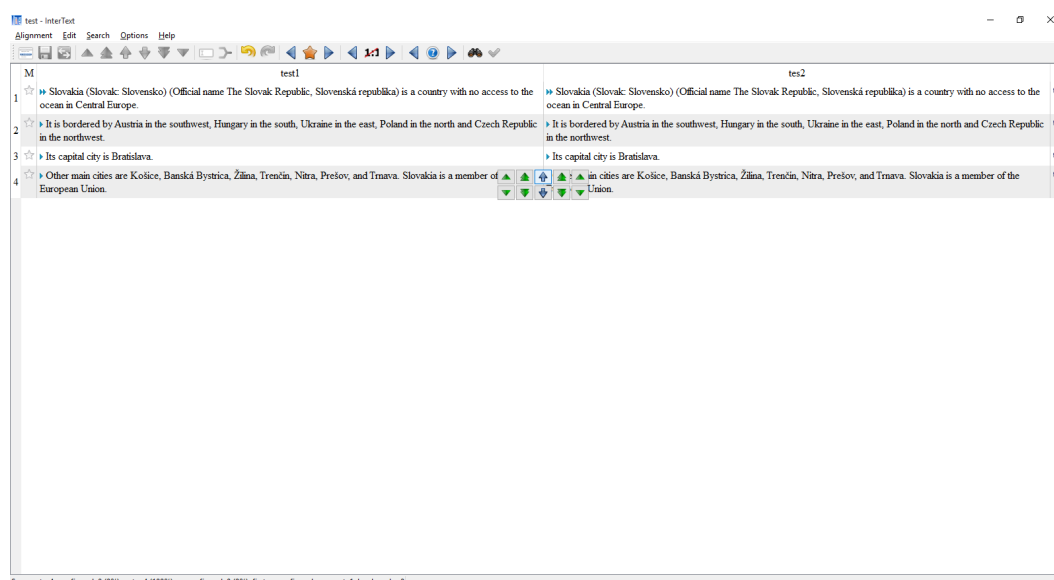 test - InterText
Alignment Edit Search Options Help
1:1
M test1 tes2
1 Slovakia (Slovak: Slovensko) (Official name The Slovak Republic, Slovenská republika) is a country with no access to the
ocean in Central Europe.
Slovakia (Slovak: Slovensko) (Official name The Slovak Republic, Slovenská republika) is a country with no access to the
ocean in Central Europe.
2 It is bordered by Austria in the southwest, Hungary in the south, Ukraine in the east, Poland in the north and Czech Republic
in the northwest.
It is bordered by Austria in the southwest, Hungary in the south, Ukraine in the east, Poland in the north and Czech Republic
in the northwest.
3 Its capital city is Bratislava.
Its capital city is Bratislava.
4 Other main cities are Košice, Banská Bystrica, Žilina, Trenčín, Nitra, Prešov, and Trnava. Slovakia is a member of
European Union.
in cities are Košice, Banská Bystrica, Žilina, Trenčín, Nitra, Prešov, and Trnava. Slovakia is a member of the
Union.